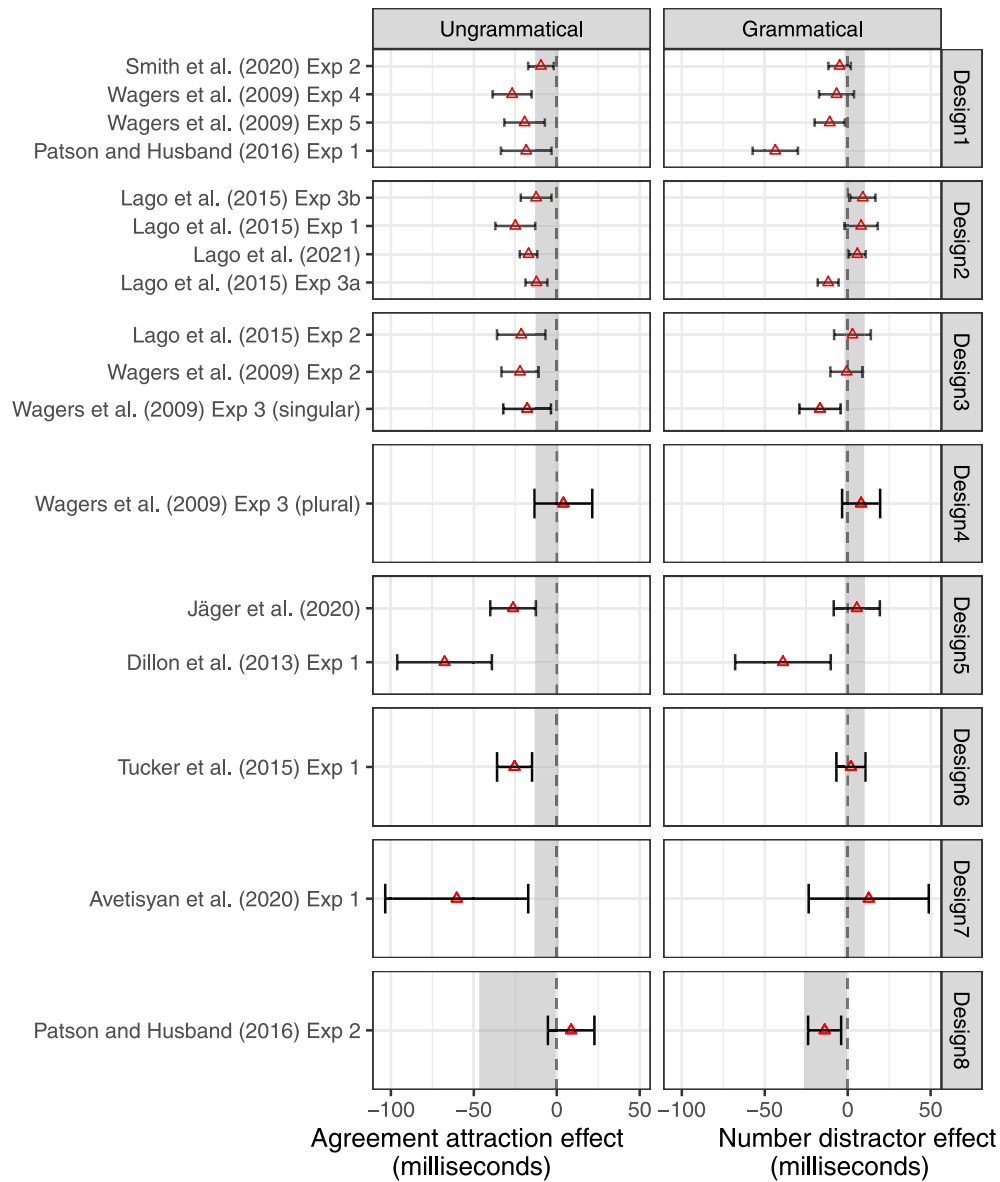 Ungrammatical
Grammatical
Smith et al. (2020) Exp 2
Wagers et al. (2009) Exp 4
Wagers et al. (2009) Exp 5
Patson and Husband (2016) Exp 1
Design1
Lago et al. (2015) Exp 3b
Lago et al. (2015) Exp 1
Lago et al. (2021)
Lago et al. (2015) Exp 3a
Design2
Lago et al. (2015) Exp 2
Wagers et al. (2009) Exp 2
Wagers et al. (2009) Exp 3 (singular)
Design3
Wagers et al. (2009) Exp 3 (plural)
Design4
Jäger et al. (2020)
Dillon et al. (2013) Exp 1
Design5
Tucker et al. (2015) Exp 1
Design6
Avetisyan et al. (2020) Exp 1
Design7
Patson and Husband (2016) Exp 2
Design8
−100 −50 0 50
−100 −50 0 50
Agreement attraction effect
(milliseconds)
Number distractor effect
(milliseconds)